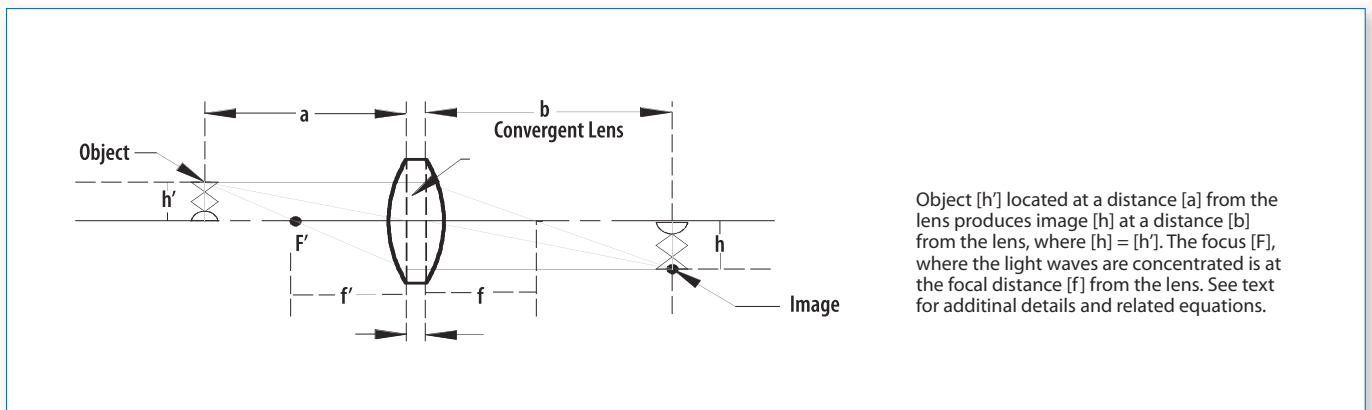 a
b
Convergent Lens
Object
h’
F’
h
f’
f
Image
Object [h’] located at a distance [a] from the
lens produces image [h] at a distance [b]
from the lens, where [h] = [h’]. The focus [F],
where the light waves are concentrated is at
the focal distance [f] from the lens. See text
for additinal details and related equations.